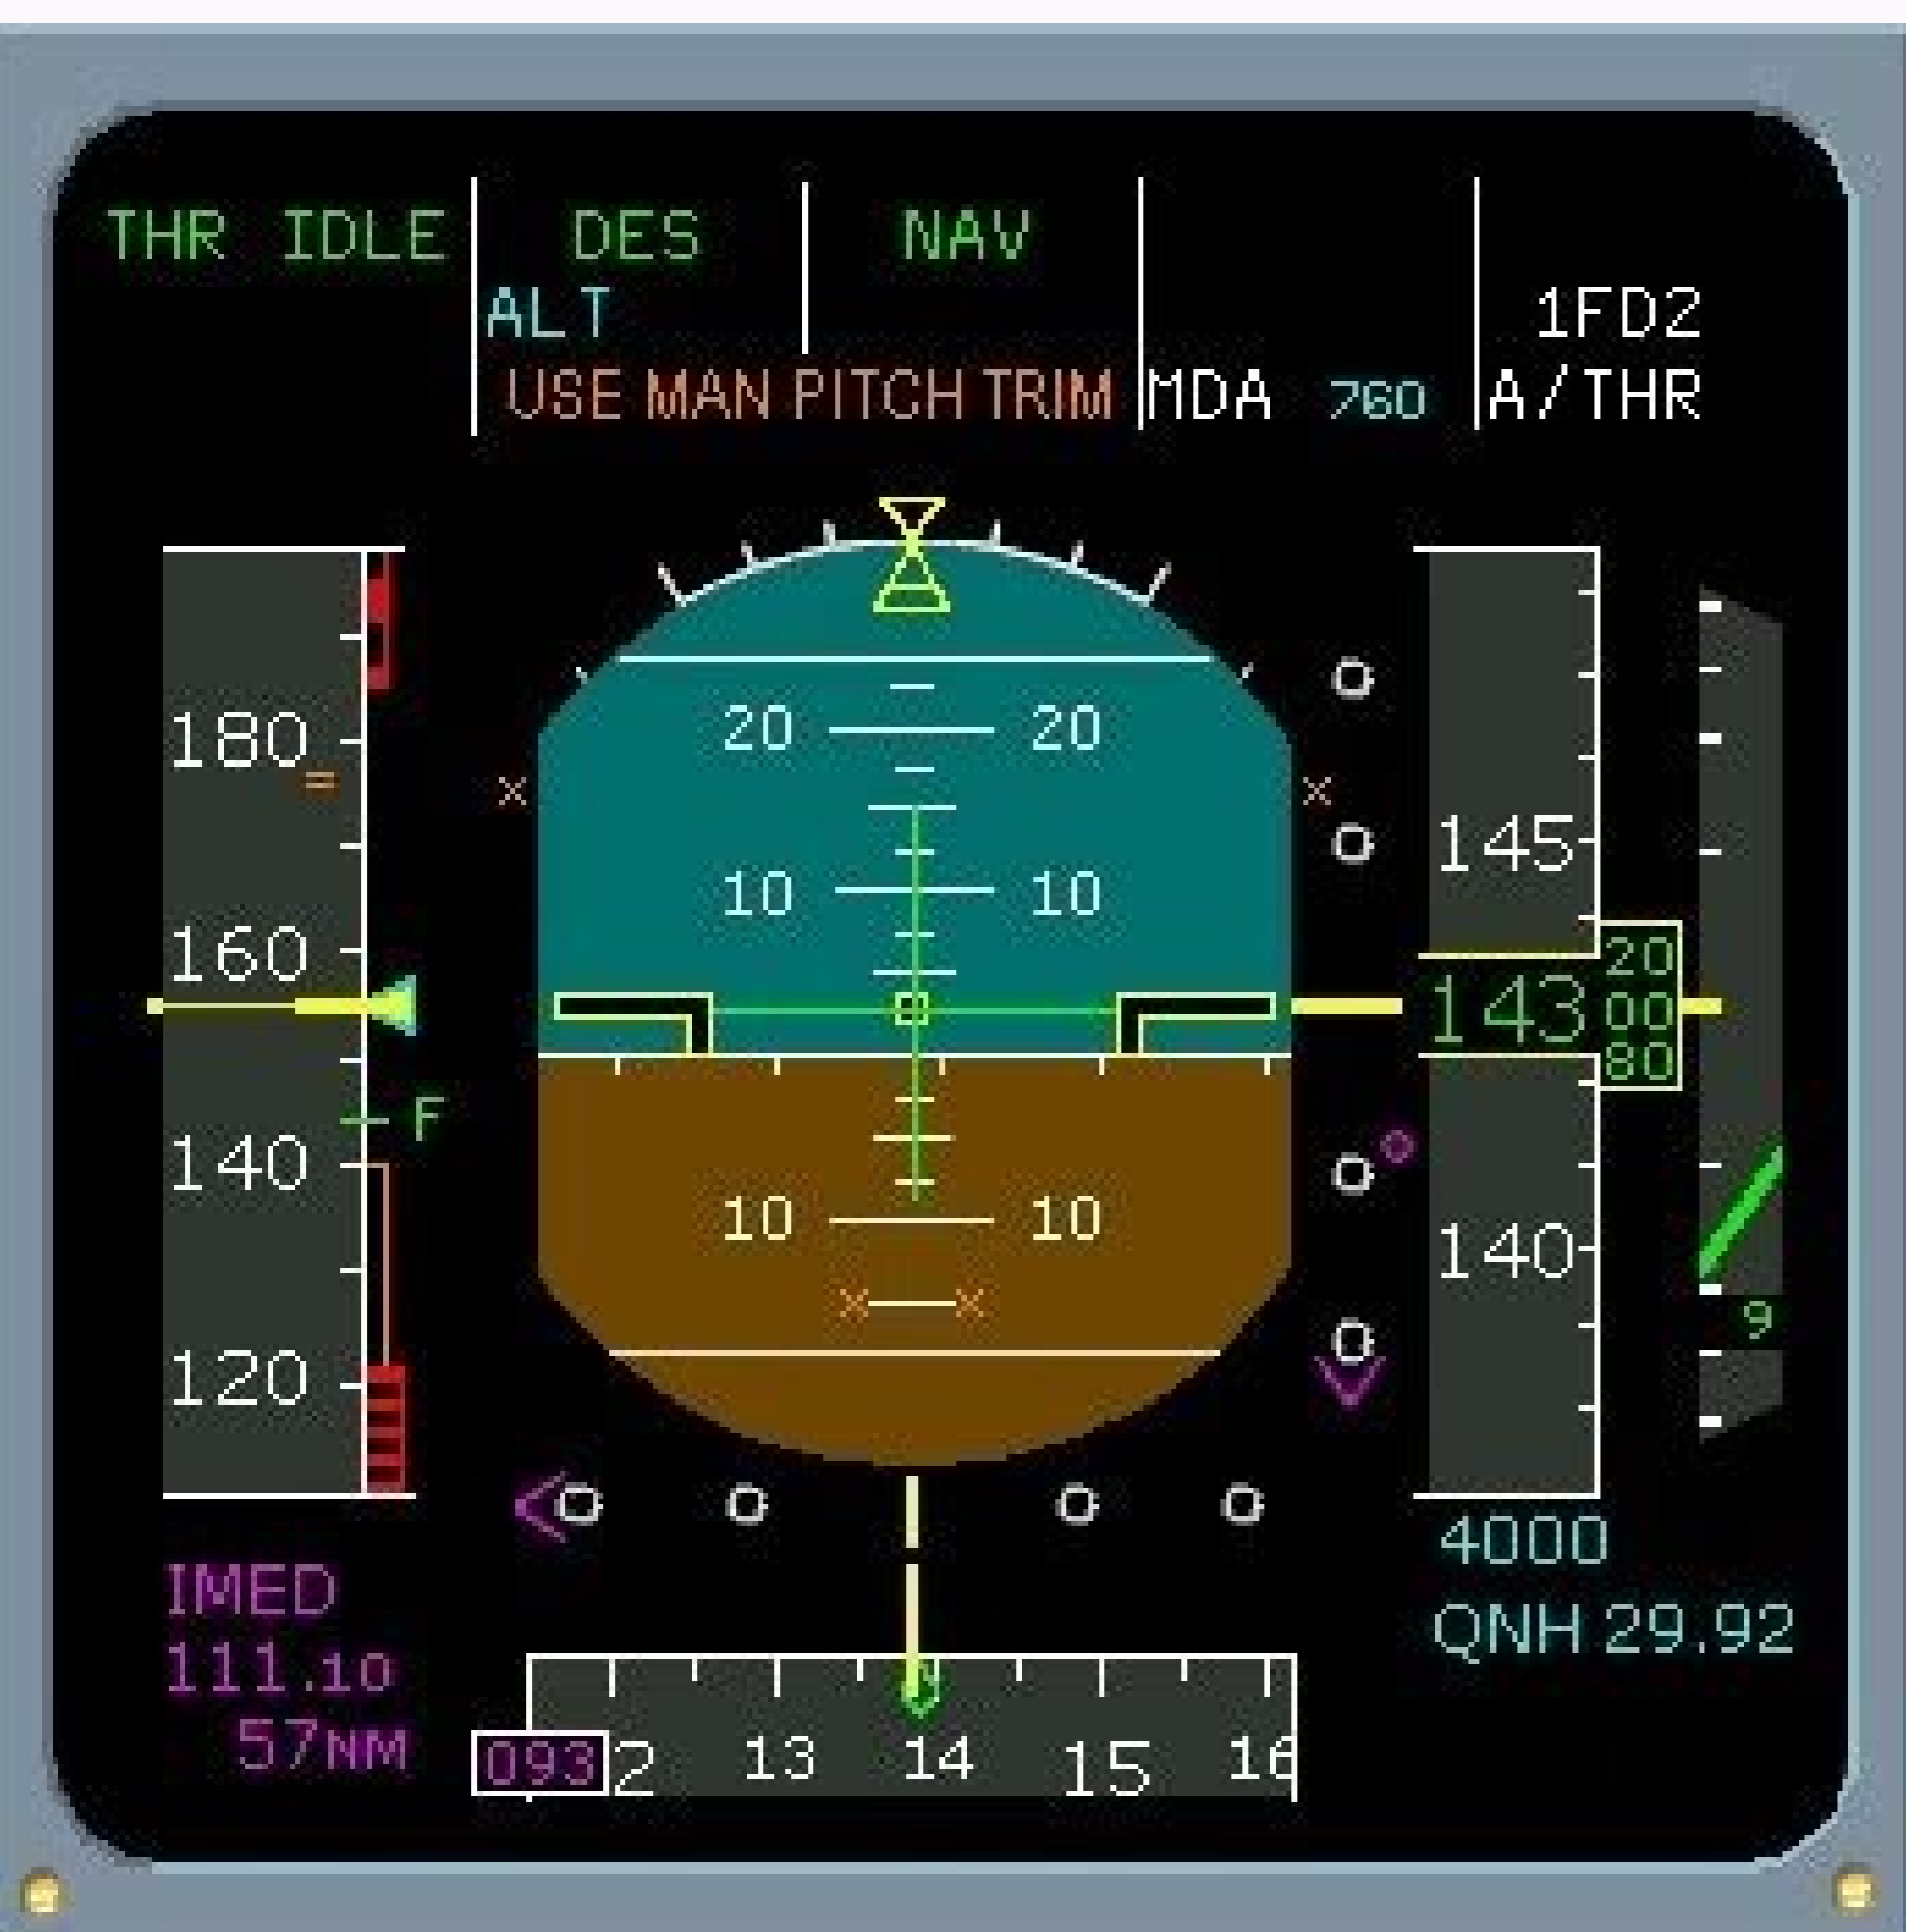 THR IDLE DES NAV
ALT 1FD2
USE MAN PITCH TRIM MDA 760 A/THR
180
=
160
F
140
120
20 20
10 10
10 10
145
20
143 00
80
140
9
4000
QNH 29.92
IMED
111.10
57NM
093 2 13 14 15 16